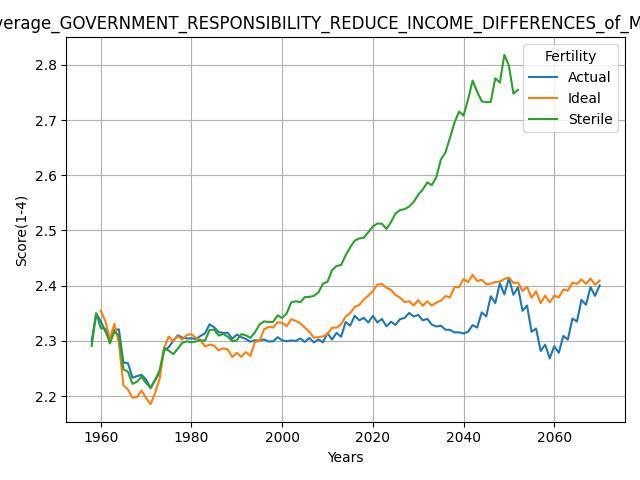 verage_GOVERNMENT_RESPONSIBILITY_REDUCE_INCOME_DIFFERENCES_of_M
Fertility
Actual
Ideal
Sterile
Score(1-4)
2.8
2.7
2.6
2.5
2.4
2.3
2.2
1960 1980 2000 2020 2040 2060
Years